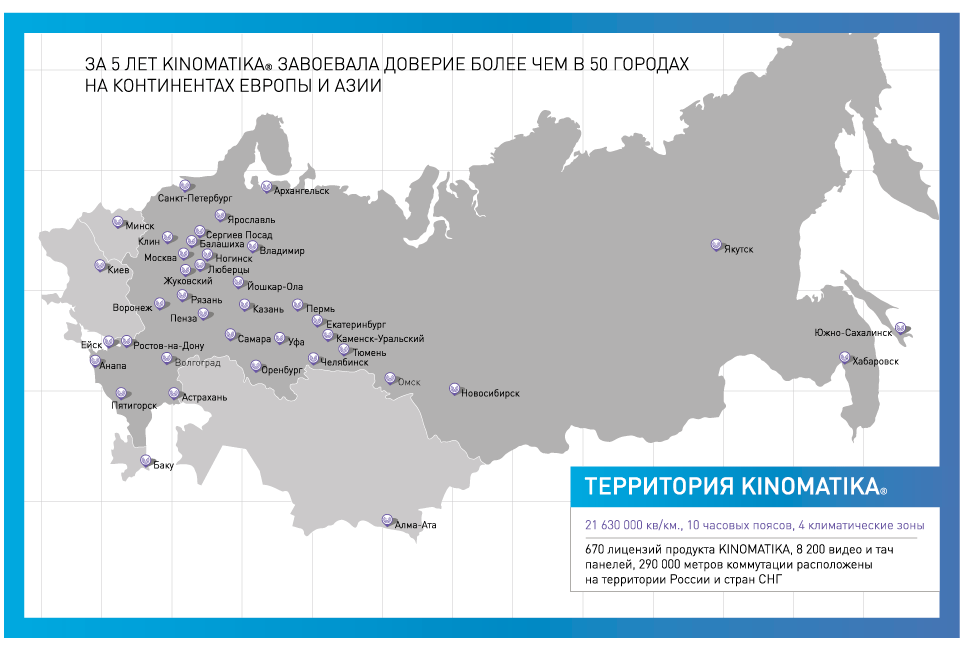 ЗА 5 ЛЕТ KINOMATIKA® ЗАВОЕВАЛА ДОВЕРИЕ БОЛЕЕ ЧЕМ В 50 ГОРОДАХ
НА КОНТИНЕНТАХ ЕВРОПЫ И АЗИИ
Санкт-Петербург
Архангельск
Ярославль
Минск
Сергиев Посад
Клин
Балашиха
Владимир
Якутск
Москва
Ногинск
Киев
Люберцы
Жуковский
Йошкар-Ола
Рязань
Воронеж
Казань
Пермь
Пенза
Екатеринбург
Южно-Сахалинск
Самара
Уфа
Каменск-Уральский
Ейск
Ростов-на-Дону
Тюмень
Волгоград
Челябинск
Хабаровск
Анапа
Оренбург
Омск
Новосибирск
Астрахань
Пятигорск
Баку
Алма-Ата
ТЕРРИТОРИЯ KINOMATIKA®
21 630 000 кв/км., 10 часовых поясов, 4 климатические зоны
670 лицензий продукта KINOMATIKA, 8 200 видео и тач
панелей, 290 000 метров коммутации расположены
на территории России и стран СНГ